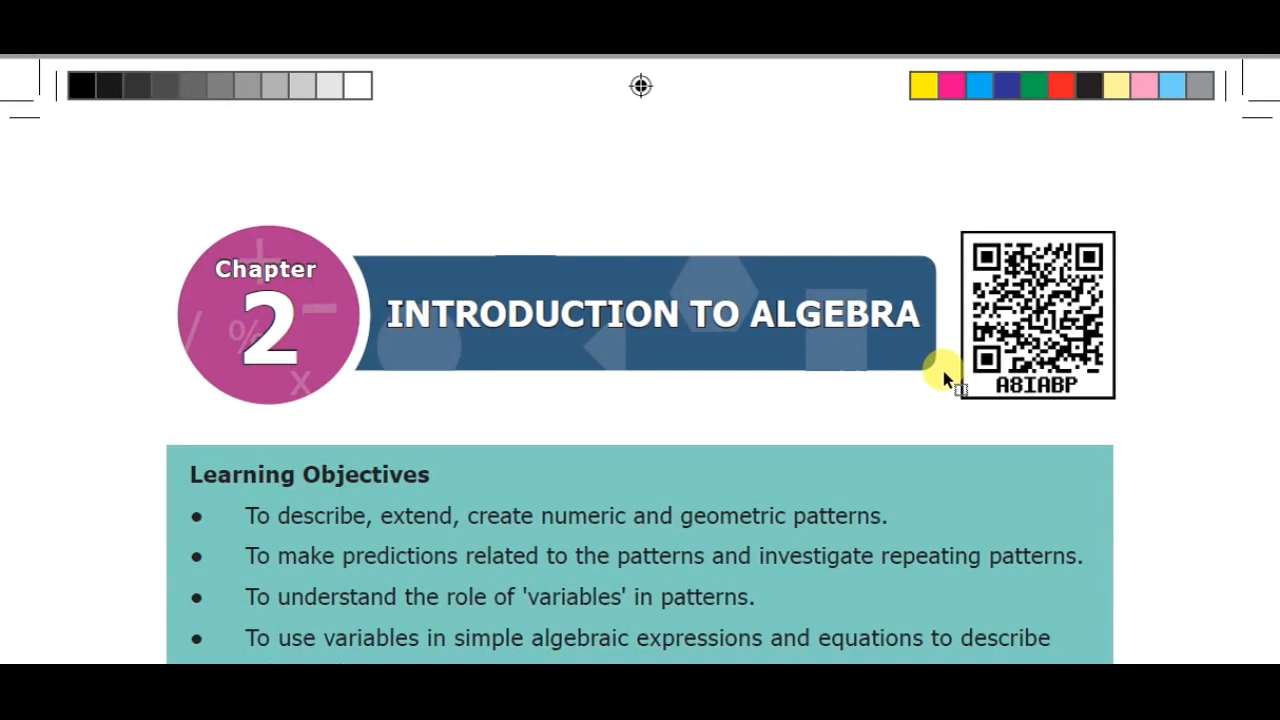 Chapter
2
INTRODUCTION TO ALGEBRA
A8IABP
Learning Objectives
● To describe, extend, create numeric and geometric patterns.
● To make predictions related to the patterns and investigate repeating patterns.
● To understand the role of 'variables' in patterns.
● To use variables in simple algebraic expressions and equations to describe